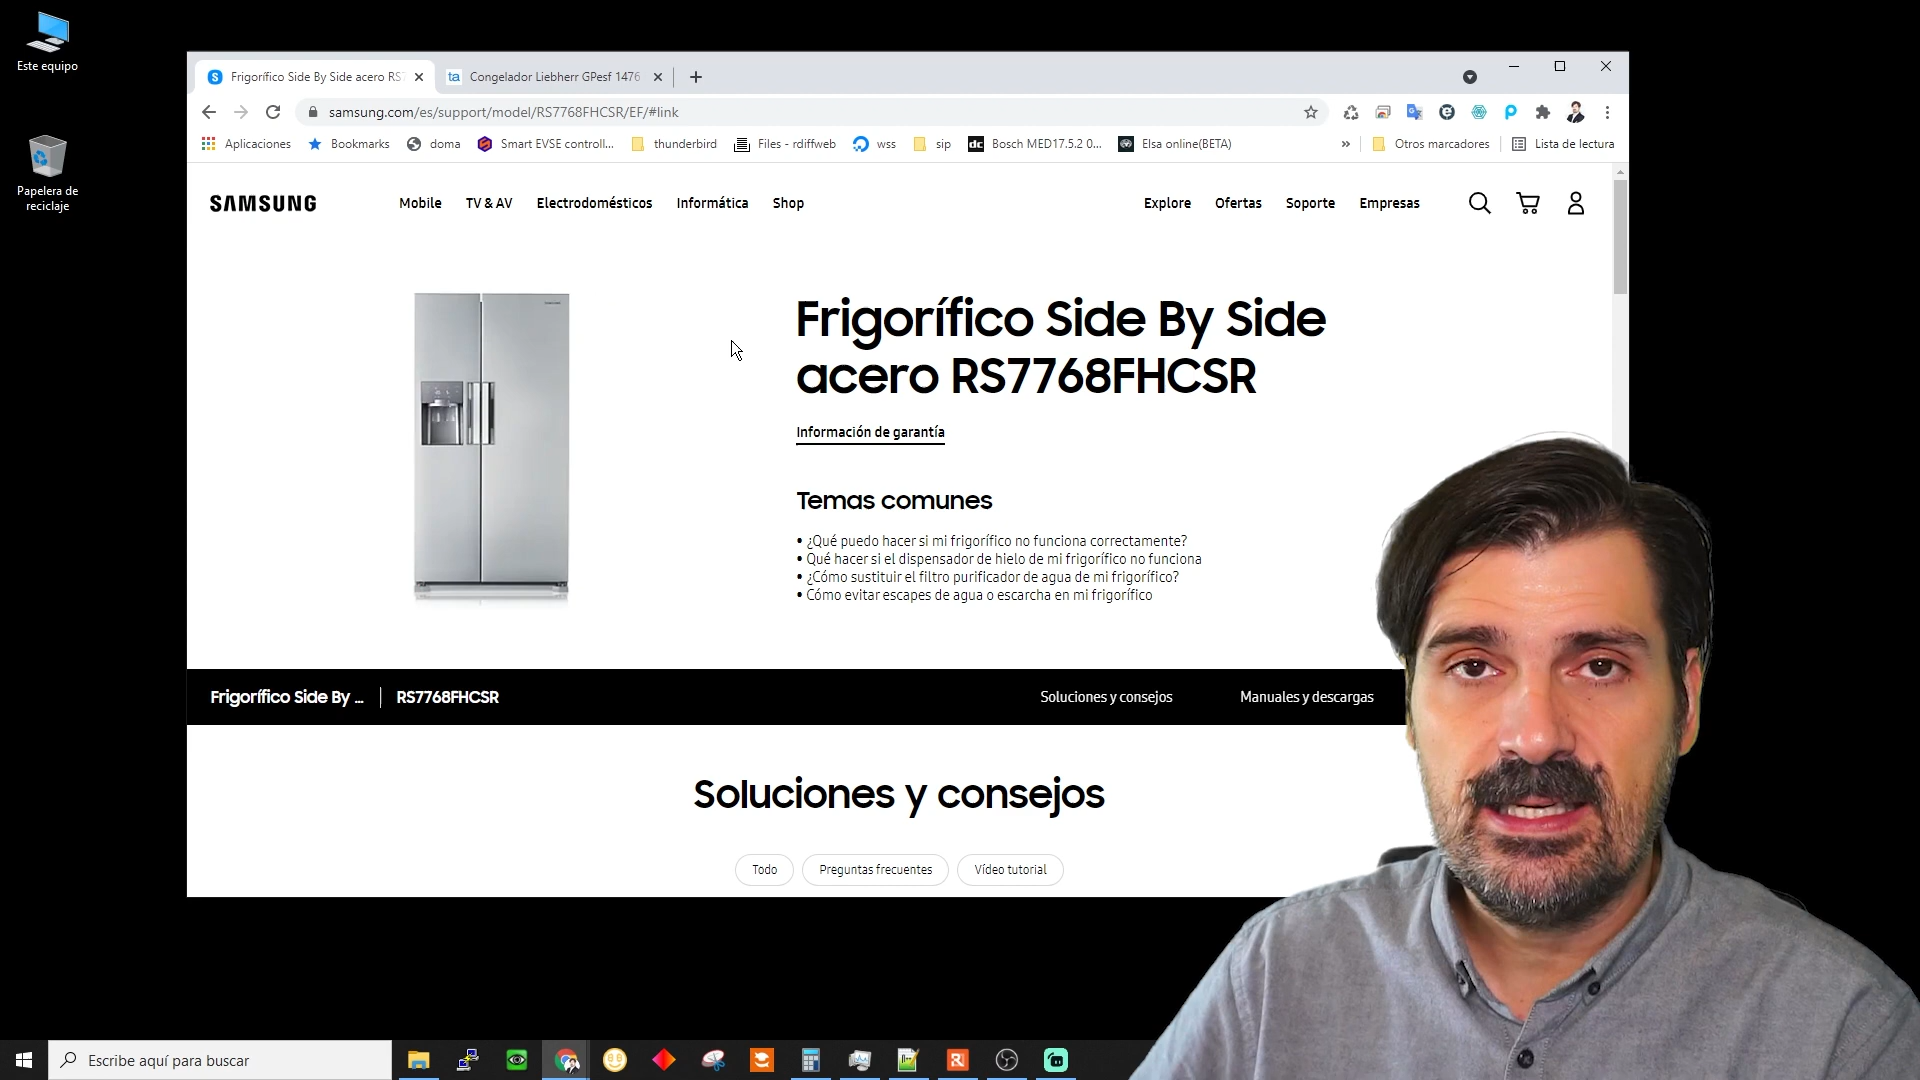 Este equipo
Papelera de
reciclaje
Frigorífico Side By Side acero RS7
Congelador Liebherr GPesf 1476
samsung.com/es/support/model/RS7768FHCSR/EF/#link
Aplicaciones
Bookmarks
doma
Smart EVSE controll...
thunderbird
Files - rdiffweb
wss
sip
Bosch MED17.5.2 0...
Elsa online(BETA)
»
Otros marcadores
Lista de lectura
SAMSUNG
Mobile
TV & AV
Electrodomésticos
Informática
Shop
Explore
Ofertas
Soporte
Empresas
Frigorífico Side By Side
acero RS7768FHCSR
Información de garantía
Temas comunes
• ¿Qué puedo hacer si mi frigorífico no funciona correctamente?
• Qué hacer si el dispensador de hielo de mi frigorífico no funciona
• ¿Cómo sustituir el filtro purificador de agua de mi frigorífico?
• Cómo evitar escapes de agua o escarcha en mi frigorífico
Frigorífico Side By ...
RS7768FHCSR
Soluciones y consejos
Manuales y descargas
Soluciones y consejos
Todo
Preguntas frecuentes
Vídeo tutorial
Escribe aquí para buscar